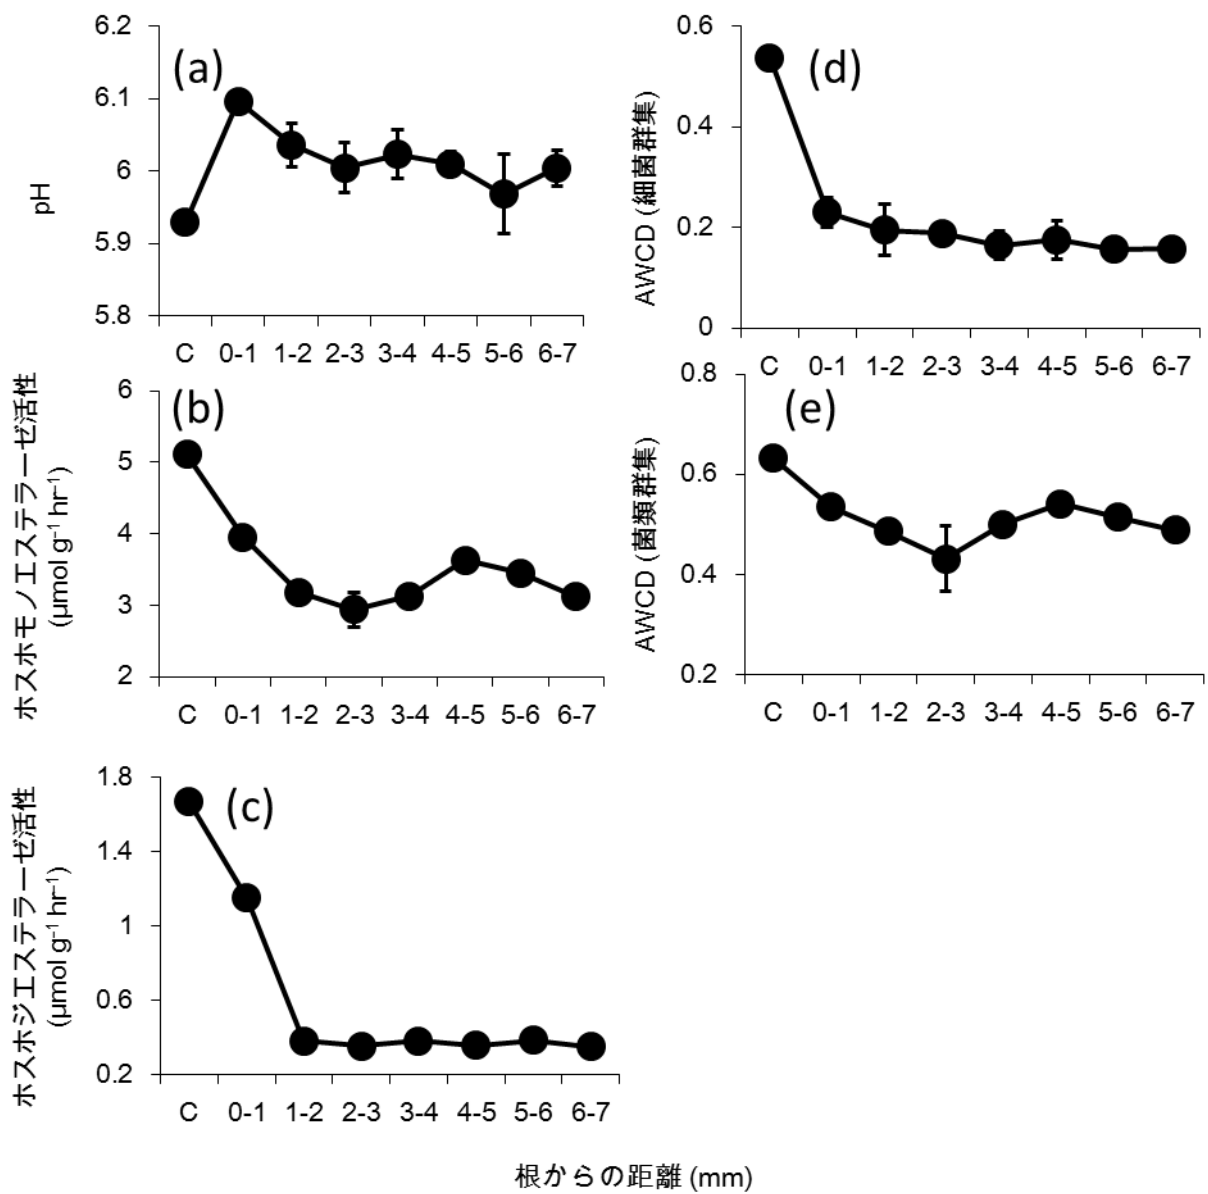 (a)
pH
6.2
6.1
6
5.9
5.8
C 0-1 1-2 2-3 3-4 4-5 5-6 6-7
(b)
ホスホモノエステラーゼ活性
(µmol g⁻¹ hr⁻¹)
6
5
4
3
2
C 0-1 1-2 2-3 3-4 4-5 5-6 6-7
(c)
ホスホジエステラーゼ活性
(µmol g⁻¹ hr⁻¹)
1.8
1.4
1
0.6
0.2
C 0-1 1-2 2-3 3-4 4-5 5-6 6-7
(d)
AWCD (細菌群集)
0.6
0.4
0.2
0
C 0-1 1-2 2-3 3-4 4-5 5-6 6-7
(e)
AWCD (菌類群集)
0.8
0.6
0.4
0.2
C 0-1 1-2 2-3 3-4 4-5 5-6 6-7
根からの距離 (mm)